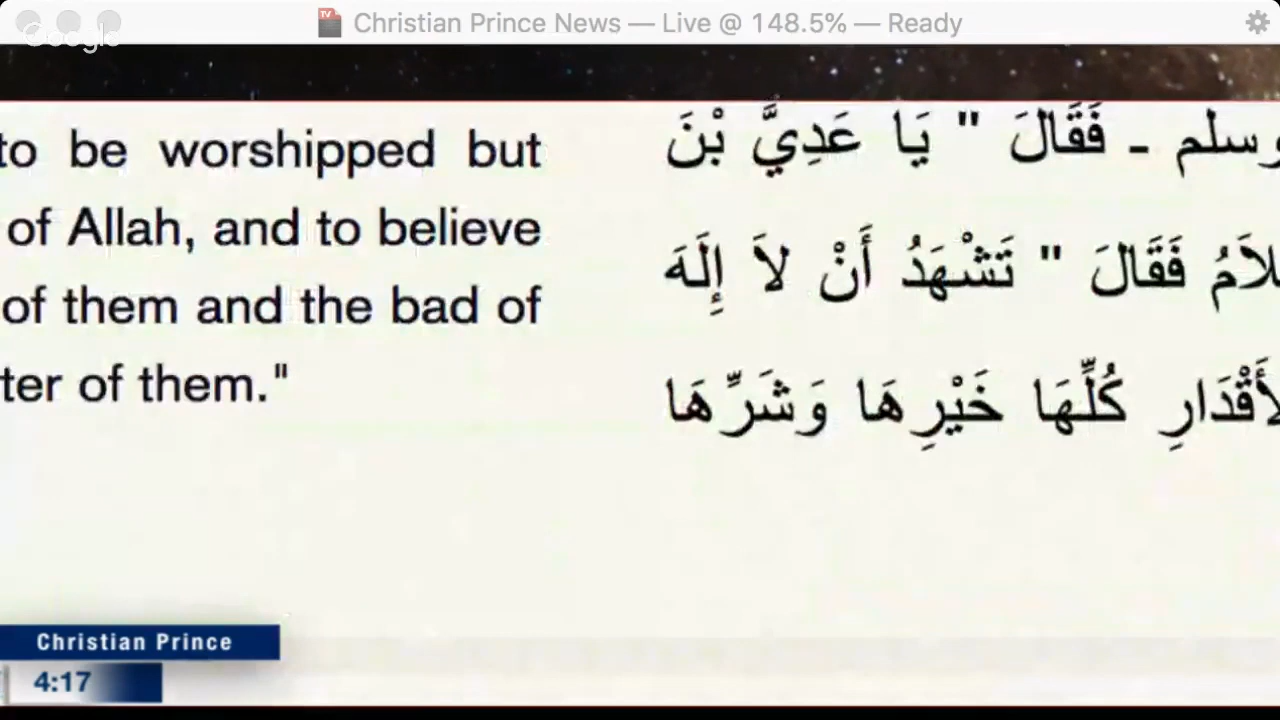 Christian Prince News — Live @ 148.5% — Ready
Google
to be worshipped but
of Allah, and to believe
of them and the bad of
ter of them."
وسلم ـ فَقَالَ " يَا عَدِيَّ بْنَ
لاَمُ فَقَالَ " تَشْهَدُ أَنْ لاَ إِلَهَ
لأَقْدَارِ كُلِّهَا خَيْرِهَا وَشَرِّهَا
Christian Prince
4:17